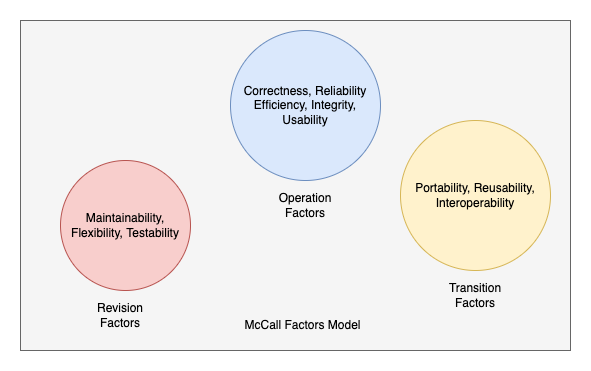 Correctness, Reliability
Efficiency, Integrity,
Usability
Operation
Factors
Maintainability,
Flexibility, Testability
Revision
Factors
Portability, Reusability,
Interoperability
Transition
Factors
McCall Factors Model